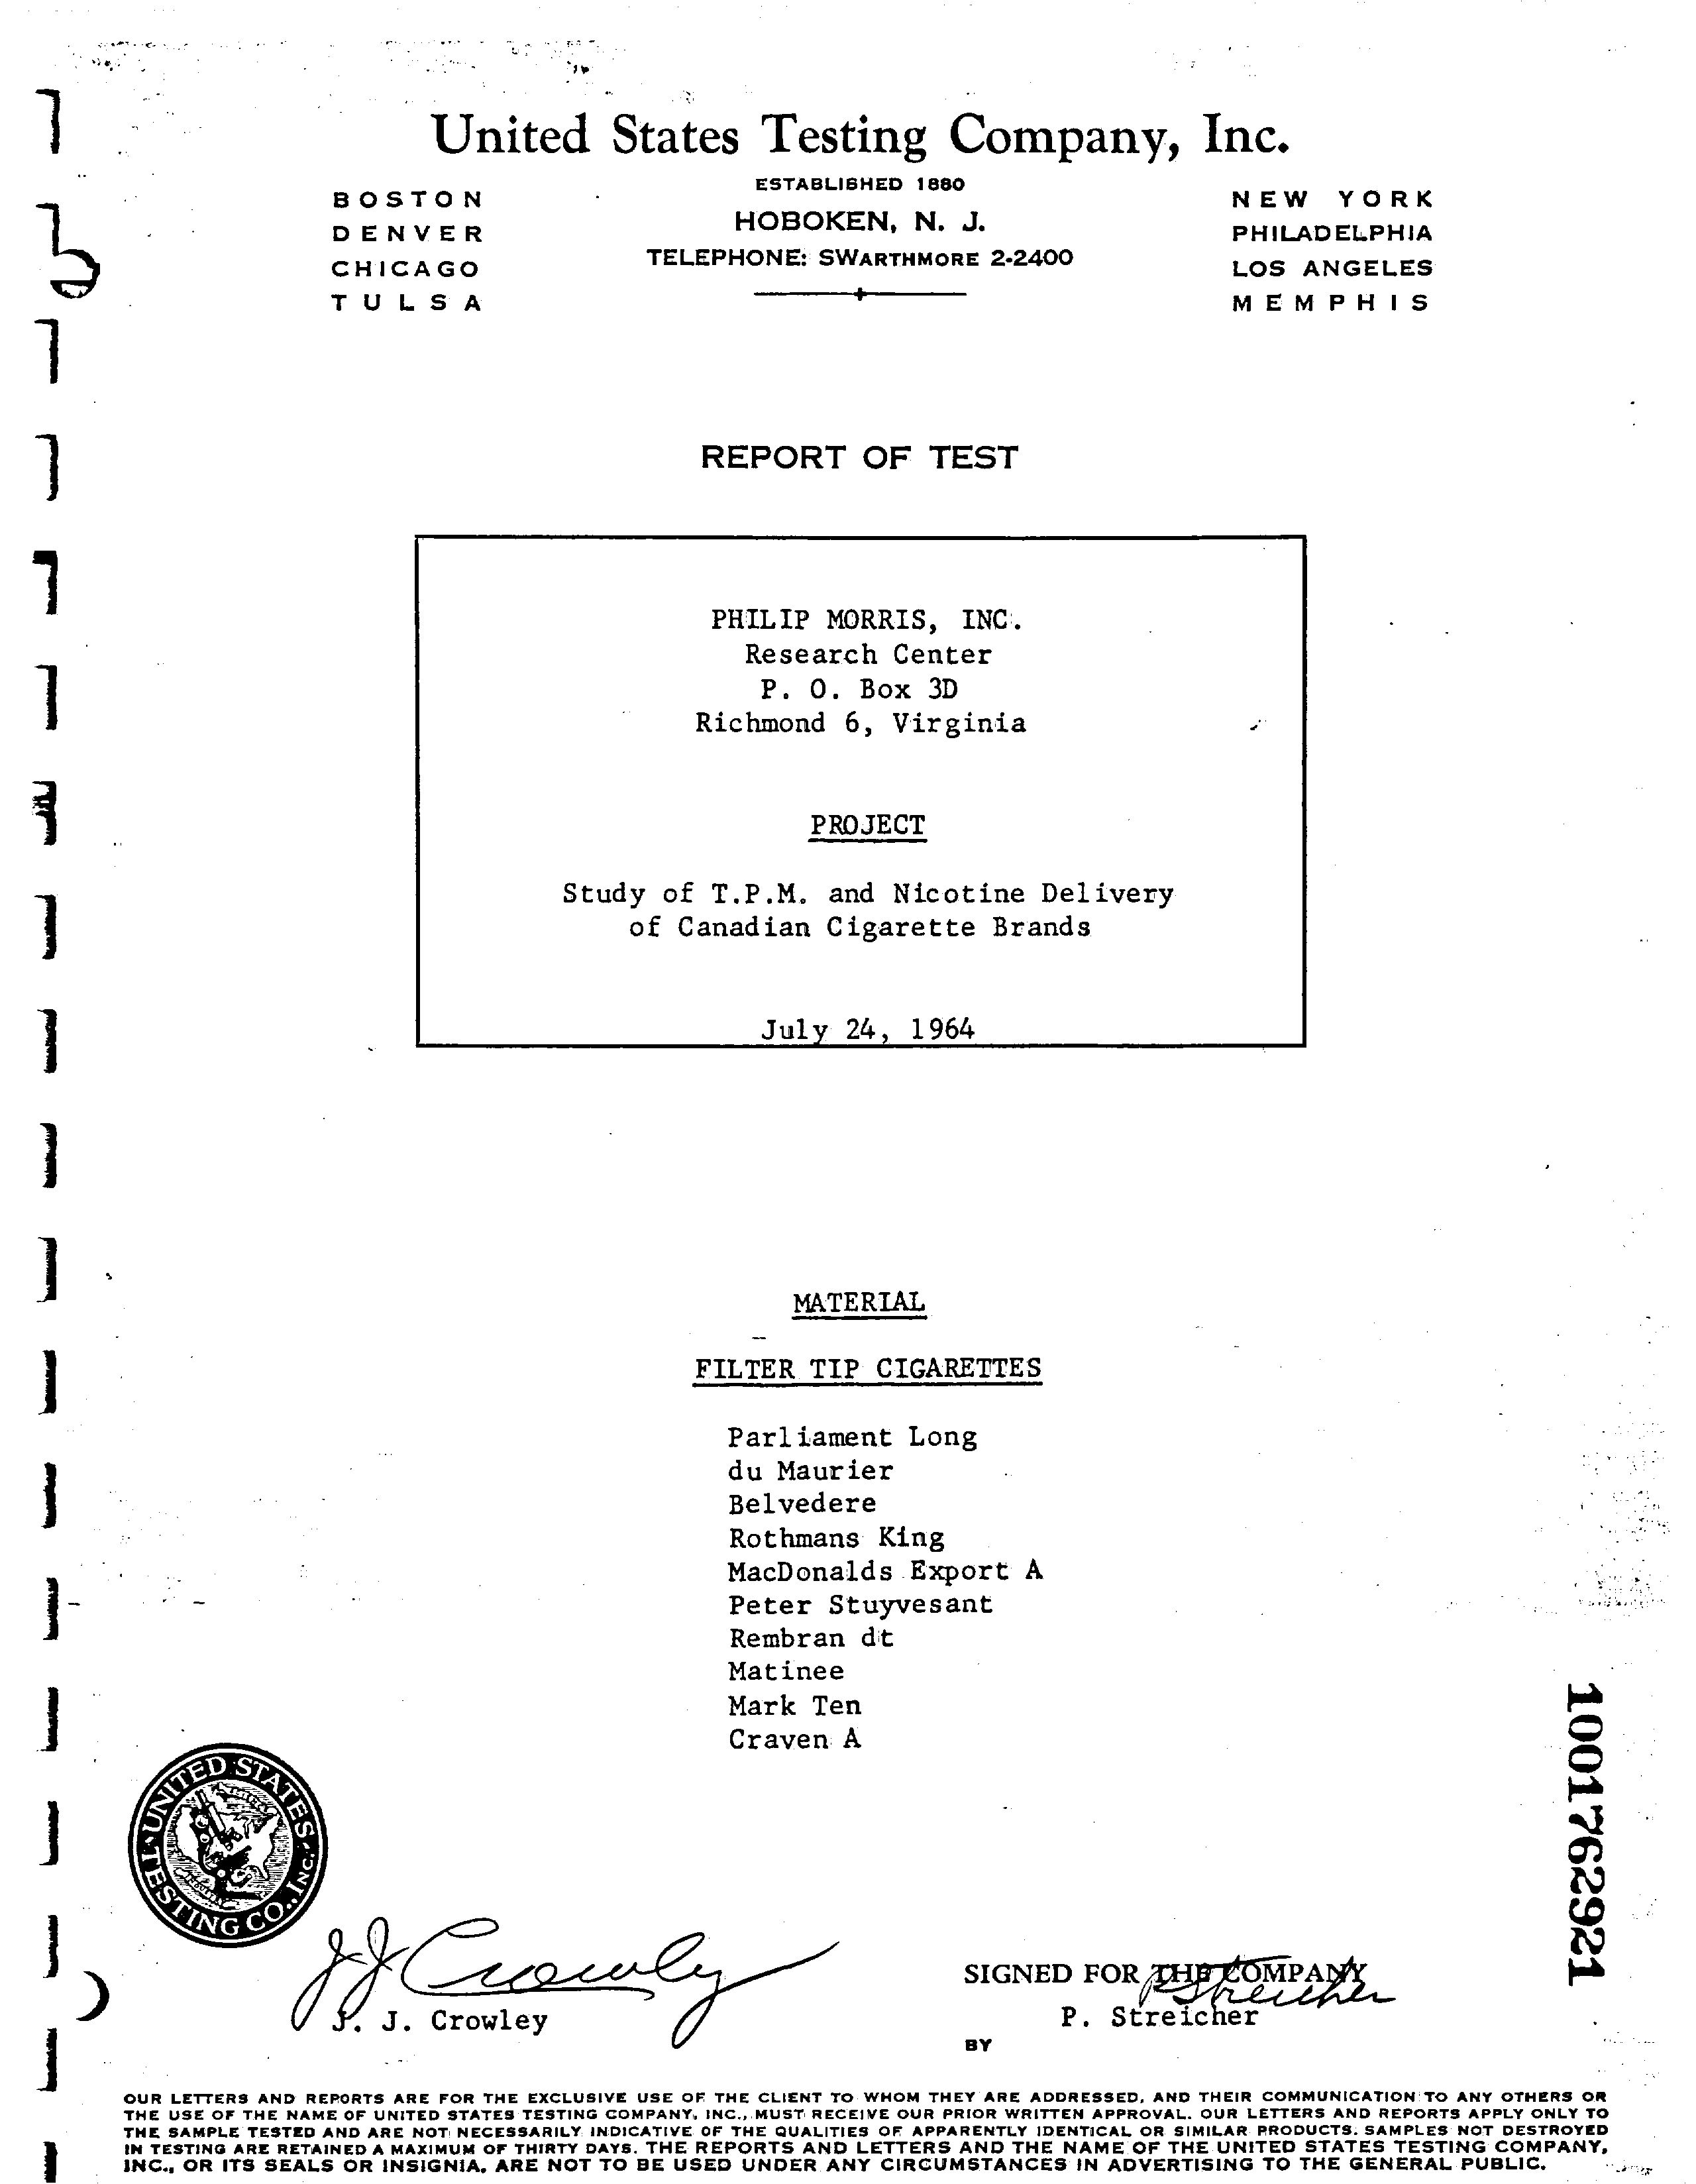 United States Testing Company, Inc.
ESTABLISHED 1880
HOBOKEN, N. J.
TELEPHONE: SWARTHMORE 2-2400
BOSTON
DENVER
CHICAGO
TULSA
NEW YORK
PHILADELPHIA
LOS ANGELES
MEMPHIS
REPORT OF TEST
PHILIP MORRIS, INC.
Research Center
P. O. Box 3D
Richmond 6, Virginia
PROJECT
Study of T.P.M. and Nicotine Delivery
of Canadian Cigarette Brands
July 24, 1964
MATERIAL
FILTER TIP CIGARETTES
Parliament Long
du Maurier
Belvedere
Rothmans King
MacDonalds Export A
Peter Stuyvesant
Rembran dt
Matinee
Mark Ten
Craven A
1001762921
UNITED STATES TESTING CO., INC.
JJ Crowley
J. J. Crowley
SIGNED FOR THE COMPANY
P Streicher
P. Streicher
BY
OUR LETTERS AND REPORTS ARE FOR THE EXCLUSIVE USE OF THE CLIENT TO WHOM THEY ARE ADDRESSED, AND THEIR COMMUNICATION TO ANY OTHERS OR
THE USE OF THE NAME OF UNITED STATES TESTING COMPANY, INC., MUST RECEIVE OUR PRIOR WRITTEN APPROVAL. OUR LETTERS AND REPORTS APPLY ONLY TO
THE SAMPLE TESTED AND ARE NOT NECESSARILY INDICATIVE OF THE QUALITIES OF APPARENTLY IDENTICAL OR SIMILAR PRODUCTS. SAMPLES NOT DESTROYED
IN TESTING ARE RETAINED A MAXIMUM OF THIRTY DAYS. THE REPORTS AND LETTERS AND THE NAME OF THE UNITED STATES TESTING COMPANY,
INC., OR ITS SEALS OR INSIGNIA, ARE NOT TO BE USED UNDER ANY CIRCUMSTANCES IN ADVERTISING TO THE GENERAL PUBLIC.